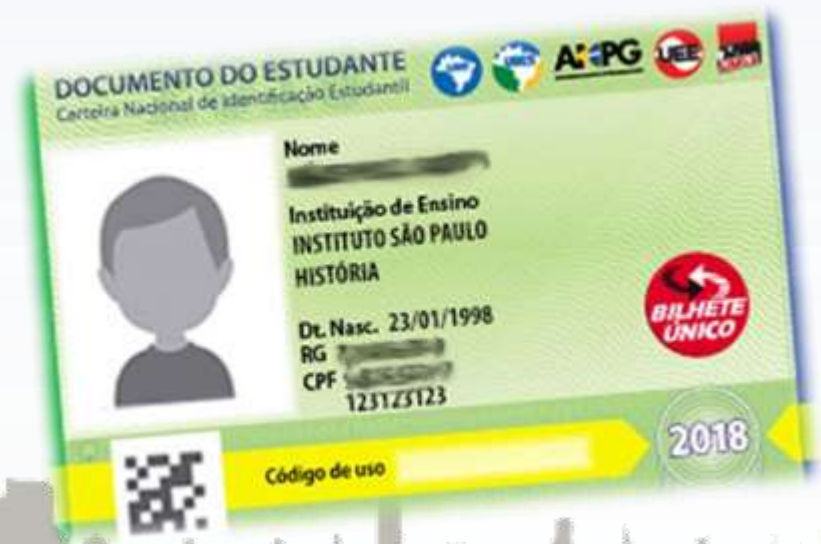 DOCUMENTO DO ESTUDANTE
Carteira Nacional de Identificação Estudantil
UBES
ANPG
UEE
Nome
Instituição de Ensino
INSTITUTO SÃO PAULO
HISTÓRIA
Dt. Nasc. 23/01/1998
RG
CPF
123123123
BILHETE
ÚNICO
Código de uso
2018